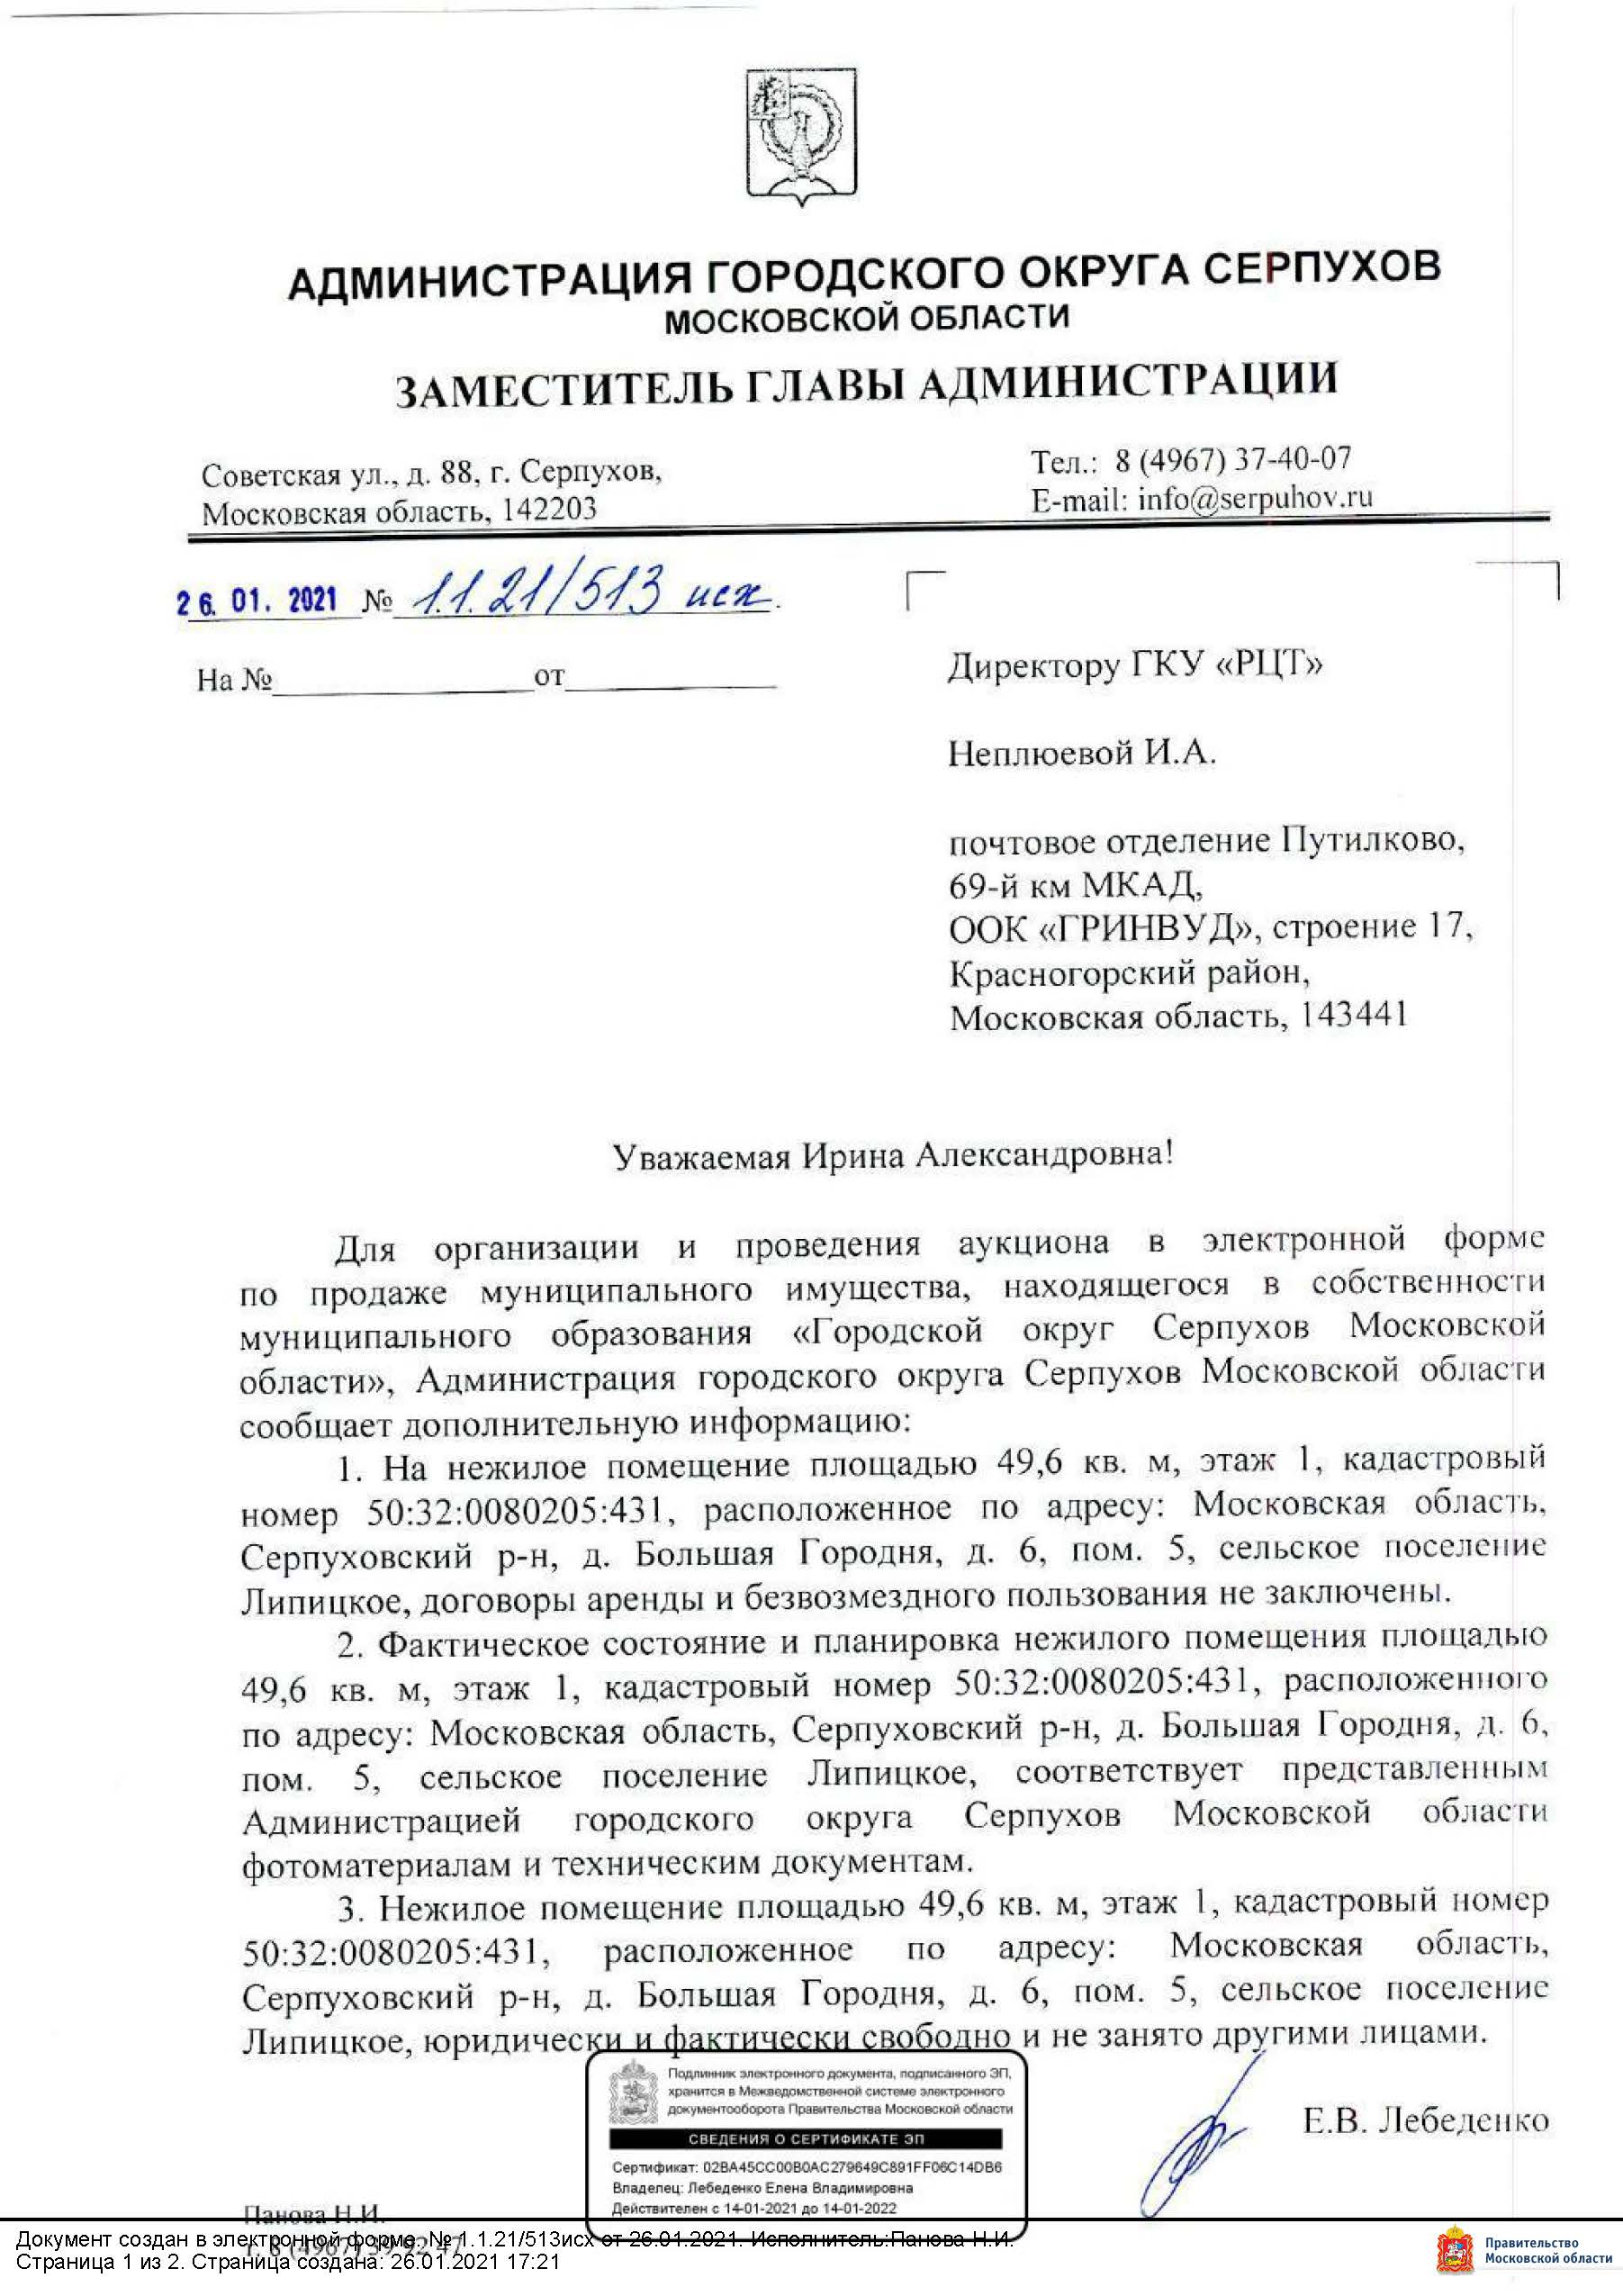 АДМИНИСТРАЦИЯ ГОРОДСКОГО ОКРУГА СЕРПУХОВ
МОСКОВСКОЙ ОБЛАСТИ
ЗАМЕСТИТЕЛЬ ГЛАВЫ АДМИНИСТРАЦИИ
Советская ул., д. 88, г. Серпухов,
Московская область, 142203
Тел.: 8 (4967) 37-40-07
E-mail: info@serpuhov.ru
26. 01. 2021 № 1.1.21/513 исх.
На №_______________от____________
Директору ГКУ «РЦТ»
Неплюевой И.А.
почтовое отделение Путилково,
69-й км МКАД,
ООК «ГРИНВУД», строение 17,
Красногорский район,
Московская область, 143441
Уважаемая Ирина Александровна!
Для организации и проведения аукциона в электронной форме
по продаже муниципального имущества, находящегося в собственности
муниципального образования «Городской округ Серпухов Московской
области», Администрация городского округа Серпухов Московской области
сообщает дополнительную информацию:
1. На нежилое помещение площадью 49,6 кв. м, этаж 1, кадастровый
номер 50:32:0080205:431, расположенное по адресу: Московская область,
Серпуховский р-н, д. Большая Городня, д. 6, пом. 5, сельское поселение
Липицкое, договоры аренды и безвозмездного пользования не заключены.
2. Фактическое состояние и планировка нежилого помещения площадью
49,6 кв. м, этаж 1, кадастровый номер 50:32:0080205:431, расположенного
по адресу: Московская область, Серпуховский р-н, д. Большая Городня, д. 6,
пом. 5, сельское поселение Липицкое, соответствует представленным
Администрацией городского округа Серпухов Московской области
фотоматериалам и техническим документам.
3. Нежилое помещение площадью 49,6 кв. м, этаж 1, кадастровый номер
50:32:0080205:431, расположенное по адресу: Московская область,
Серпуховский р-н, д. Большая Городня, д. 6, пом. 5, сельское поселение
Липицкое, юридически и фактически свободно и не занято другими лицами.
Подлинник электронного документа, подписанного ЭП,
хранится в Межведомственной системе электронного
документооборота Правительства Московской области
СВЕДЕНИЯ О СЕРТИФИКАТЕ ЭП
Сертификат: 02BA45CC00B0AC279649C891FF06C14DB6
Владелец: Лебеденко Елена Владимировна
Действителен с 14-01-2021 до 14-01-2022
Е.В. Лебеденко
Панова Н.И.
т. 8 (4967) 39-92-47
Документ создан в электронной форме. № 1.1.21/513исх от 26.01.2021. Исполнитель:Панова Н.И.
Страница 1 из 2. Страница создана: 26.01.2021 17:21
Правительство
Московской области